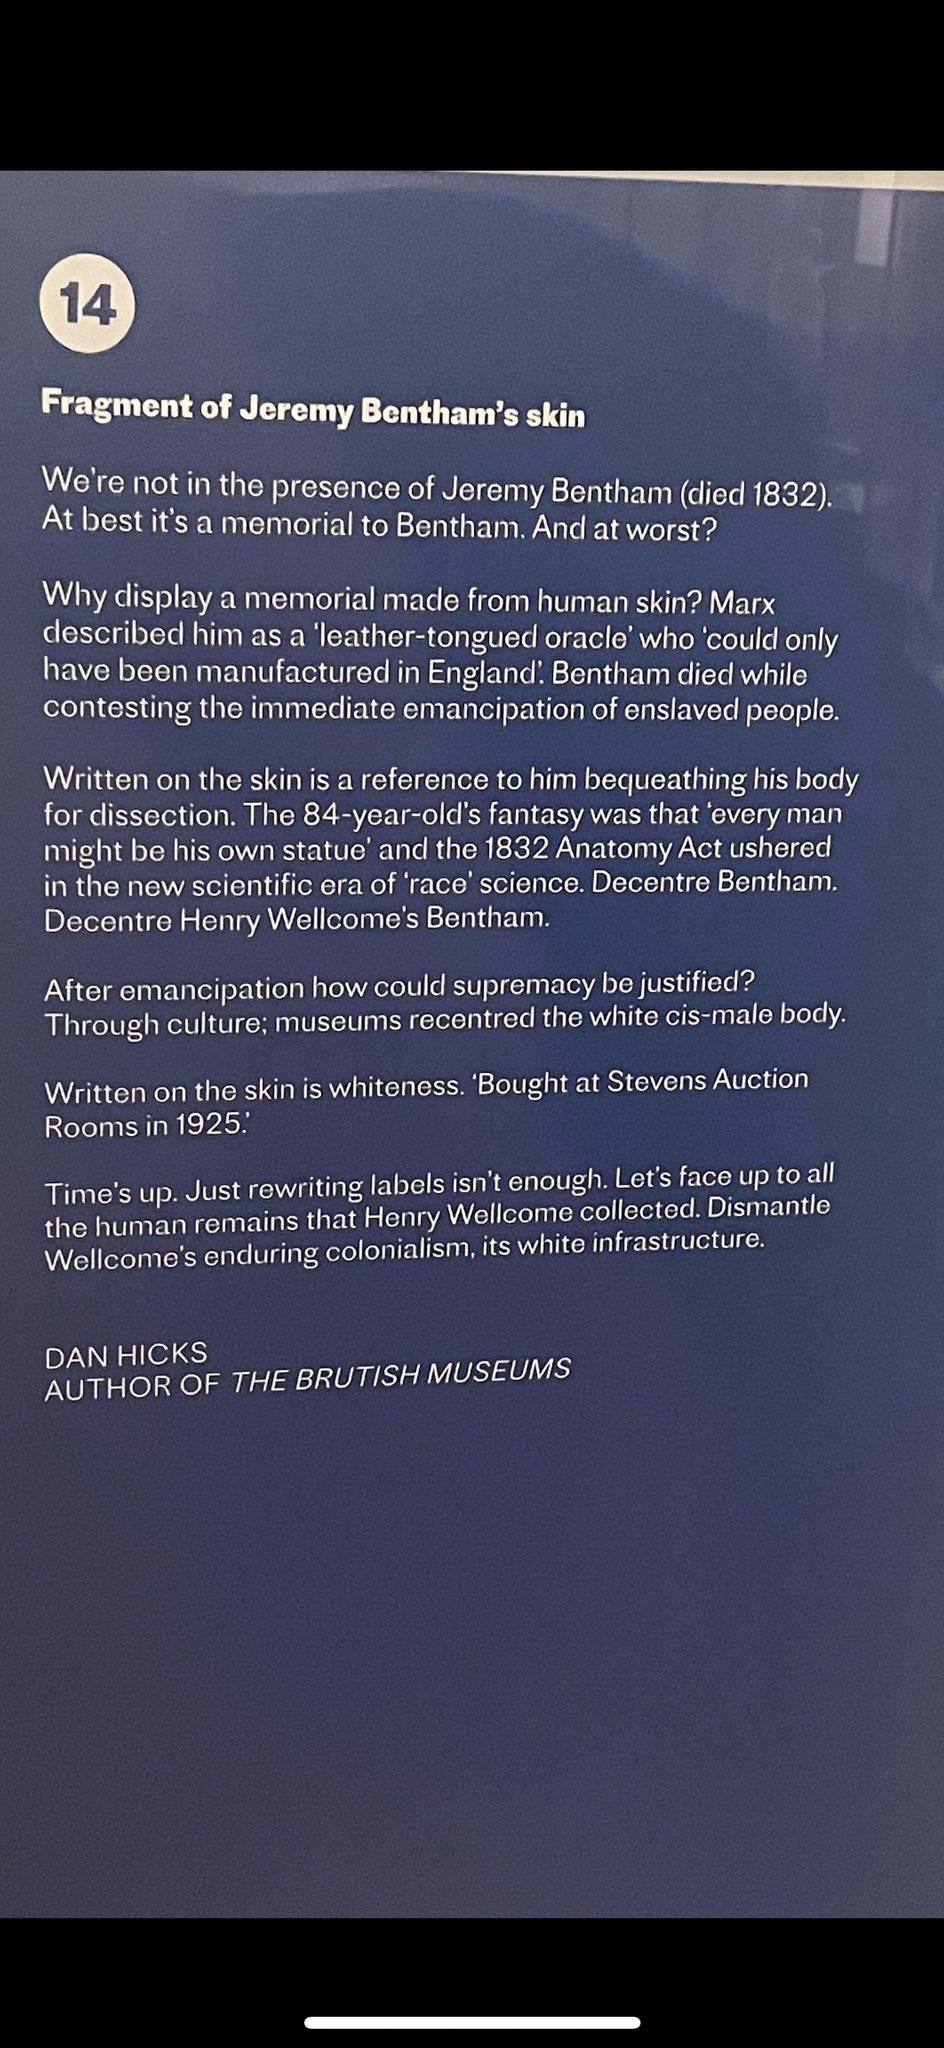 14
Fragment of Jeremy Bentham's skin
We're not in the presence of Jeremy Bentham (died 1832).
At best it's a memorial to Bentham. And at worst?
Why display a memorial made from human skin? Marx
described him as a 'leather-tongued oracle' who 'could only
have been manufactured in England'. Bentham died while
contesting the immediate emancipation of enslaved people.
Written on the skin is a reference to him bequeathing his body
for dissection. The 84-year-old's fantasy was that 'every man
might be his own statue' and the 1832 Anatomy Act ushered
in the new scientific era of 'race' science. Decentre Bentham.
Decentre Henry Wellcome's Bentham.
After emancipation how could supremacy be justified?
Through culture; museums recentred the white cis-male body.
Written on the skin is whiteness. 'Bought at Stevens Auction
Rooms in 1925.'
Time's up. Just rewriting labels isn't enough. Let's face up to all
the human remains that Henry Wellcome collected. Dismantle
Wellcome's enduring colonialism, its white infrastructure.
DAN HICKS
AUTHOR OF THE BRUTISH MUSEUMS